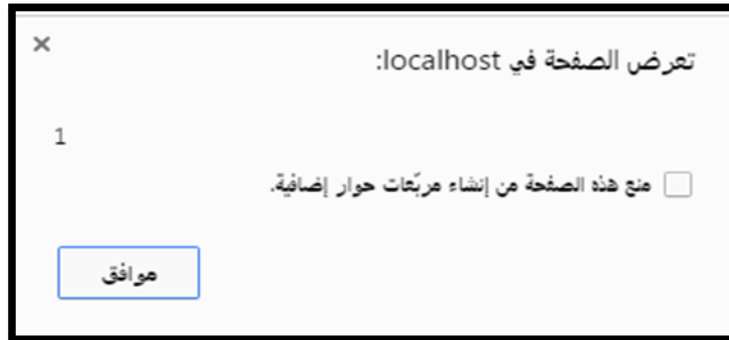 تعرض الصفحة في localhost:
1
منع هذه الصفحة من إنشاء مربّعات حوار إضافية.
موافق